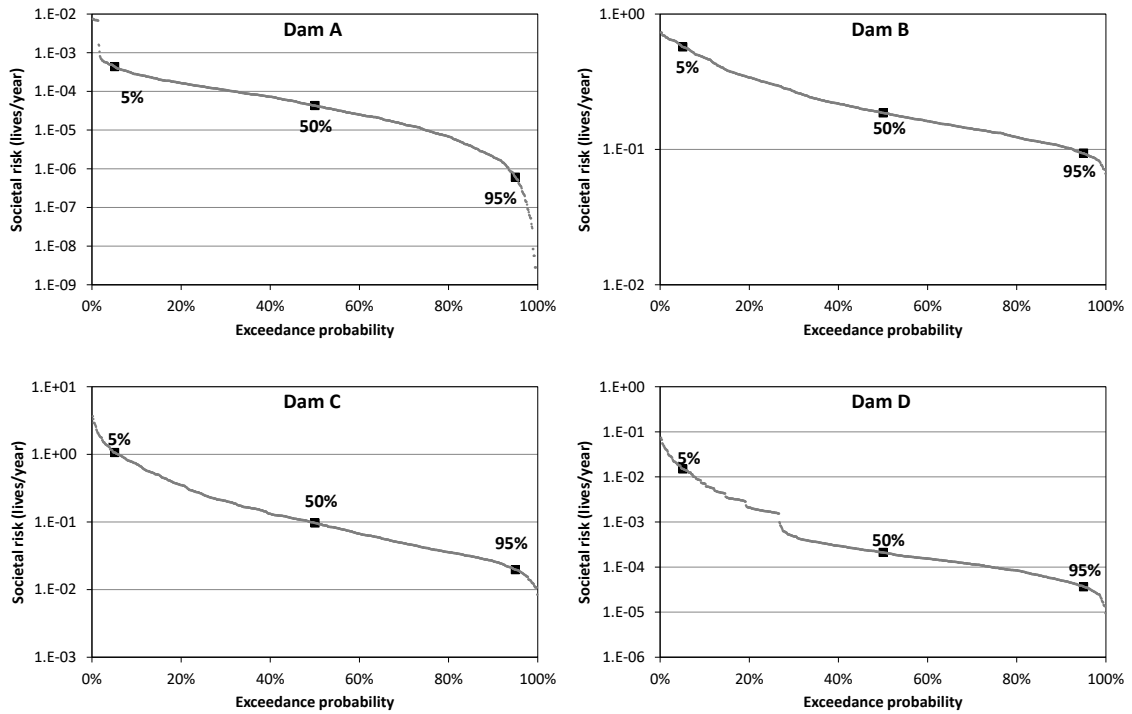 Dam A
Societal risk (lives/year)
1.E-02
1.E-03
1.E-04
1.E-05
1.E-06
1.E-07
1.E-08
1.E-09
5%
50%
95%
0% 20% 40% 60% 80% 100%
Exceedance probability
Dam B
Societal risk (lives/year)
1.E+00
1.E-01
1.E-02
5%
50%
95%
0% 20% 40% 60% 80% 100%
Exceedance probability
Dam C
Societal risk (lives/year)
1.E+01
1.E+00
1.E-01
1.E-02
1.E-03
5%
50%
95%
0% 20% 40% 60% 80% 100%
Exceedance probability
Dam D
Societal risk (lives/year)
1.E+00
1.E-01
1.E-02
1.E-03
1.E-04
1.E-05
1.E-06
5%
50%
95%
0% 20% 40% 60% 80% 100%
Exceedance probability